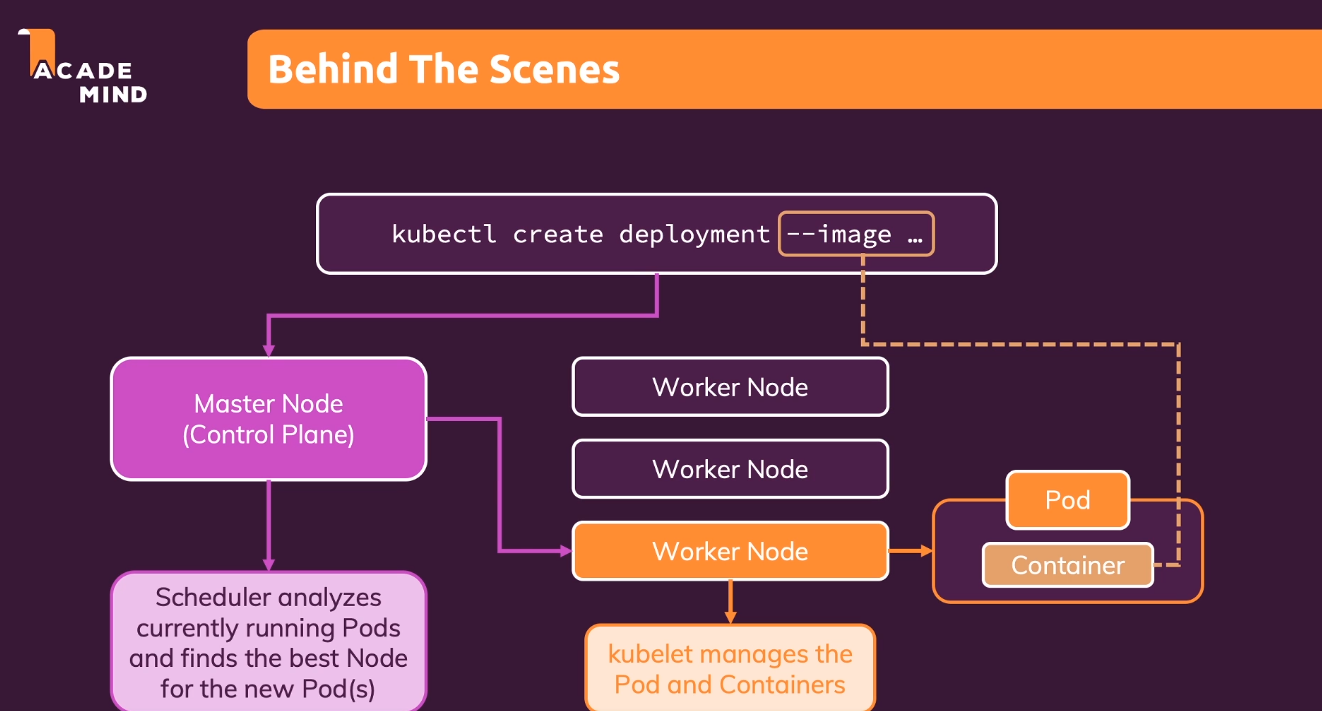 ACADE
MIND
Behind The Scenes
kubectl create deployment --image …
Master Node
(Control Plane)
Worker Node
Worker Node
Worker Node
Pod
Container
Scheduler analyzes
currently running Pods
and finds the best Node
for the new Pod(s)
kubelet manages the
Pod and Containers